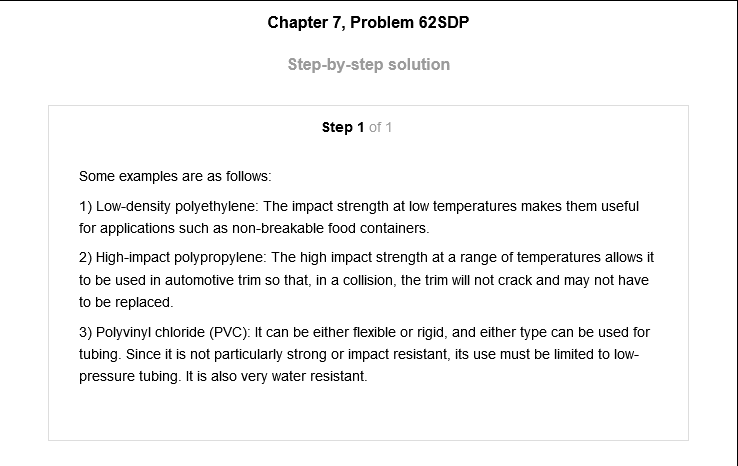 Chapter 7, Problem 62SDP
Step-by-step solution
Step 1 of 1
Some examples are as follows:
1) Low-density polyethylene: The impact strength at low temperatures makes them useful
for applications such as non-breakable food containers.
2) High-impact polypropylene: The high impact strength at a range of temperatures allows it
to be used in automotive trim so that, in a collision, the trim will not crack and may not have
to be replaced.
3) Polyvinyl chloride (PVC): It can be either flexible or rigid, and either type can be used for
tubing. Since it is not particularly strong or impact resistant, its use must be limited to low-
pressure tubing. It is also very water resistant.